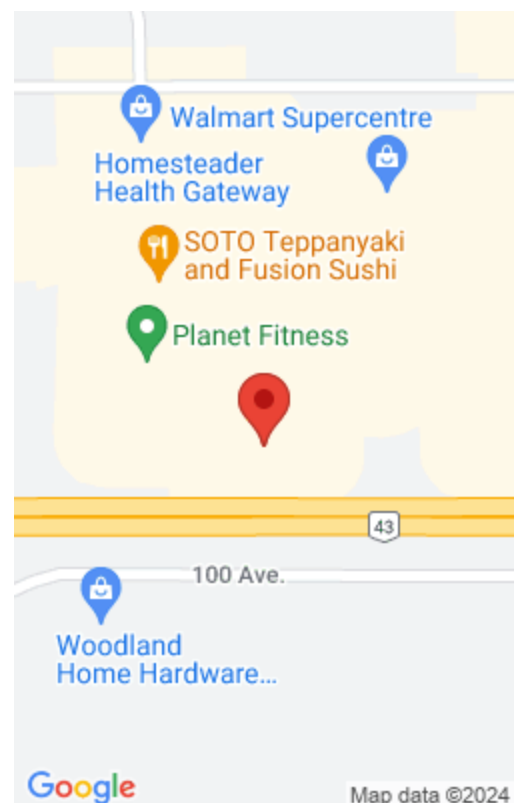 Walmart Supercentre
Homesteader
Health Gateway
SOTO Teppanyaki
and Fusion Sushi
Planet Fitness
43
100 Ave.
Woodland
Home Hardware...
Google
Map data ©2024